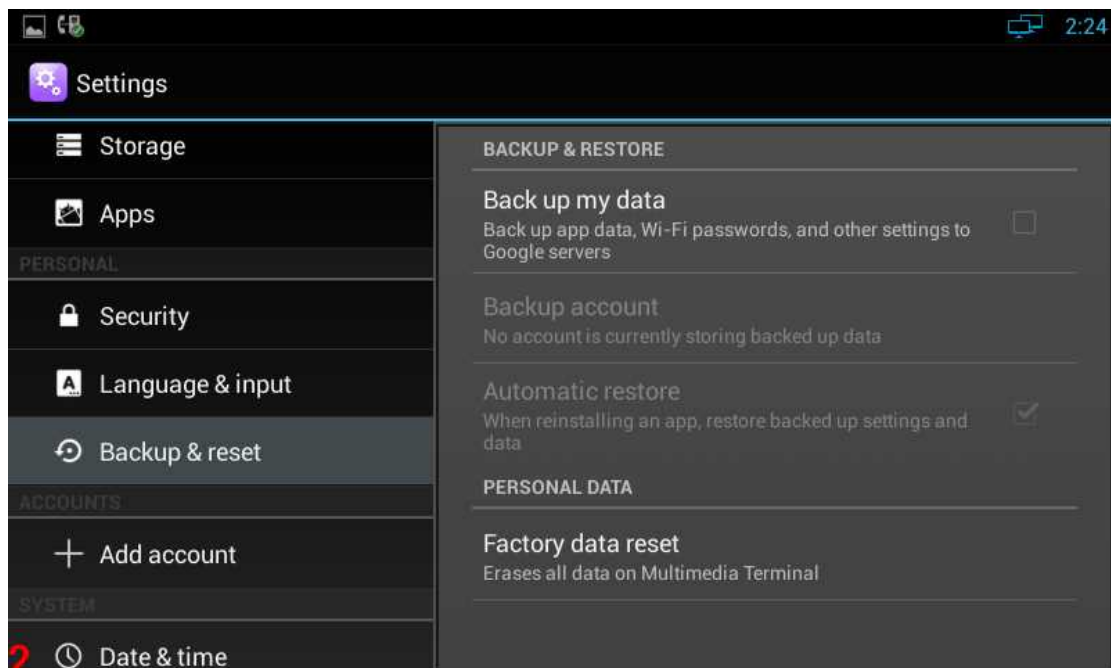 2:24
Settings
Storage
Apps
PERSONAL
Security
Language & input
Backup & reset
ACCOUNTS
Add account
SYSTEM
2
Date & time
BACKUP & RESTORE
Back up my data
Back up app data, Wi-Fi passwords, and other settings to
Google servers
Backup account
No account is currently storing backed up data
Automatic restore
When reinstalling an app, restore backed up settings and
data
PERSONAL DATA
Factory data reset
Erases all data on Multimedia Terminal